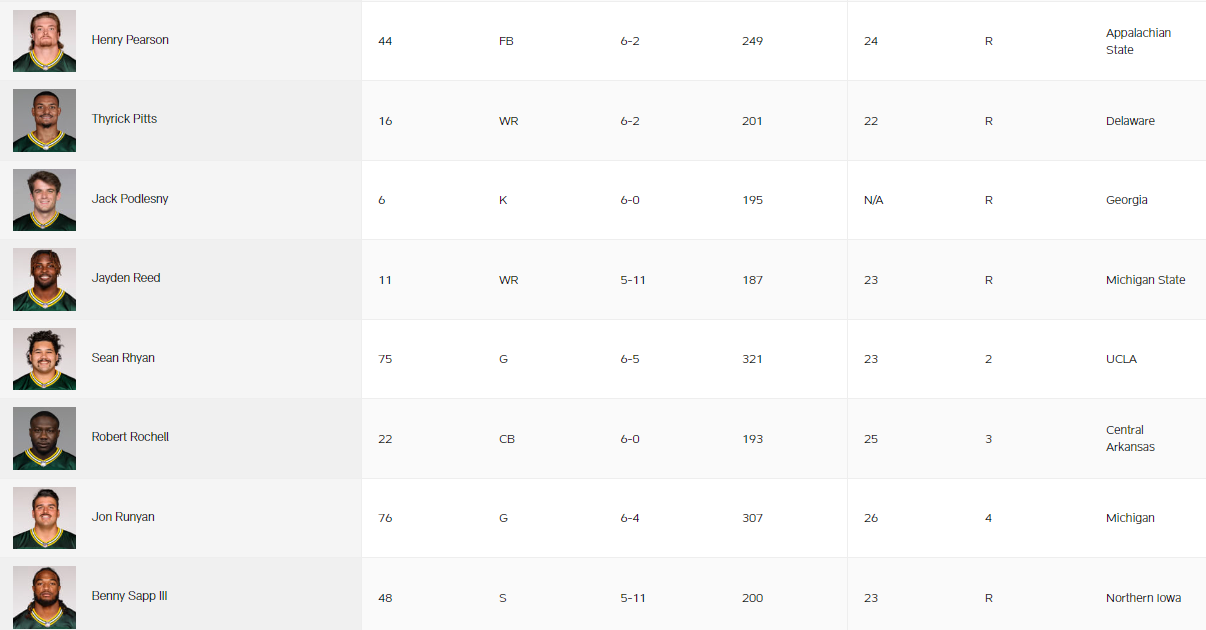 Henry Pearson 44 FB 6-2 249 24 R Appalachian
State
Thyrick Pitts 16 WR 6-2 201 22 R Delaware
Jack Podlesny 6 K 6-0 195 N/A R Georgia
Jayden Reed 11 WR 5-11 187 23 R Michigan State
Sean Rhyan 75 G 6-5 321 23 2 UCLA
Robert Rochell 22 CB 6-0 193 25 3 Central
Arkansas
Jon Runyan 76 G 6-4 307 26 4 Michigan
Benny Sapp III 48 S 5-11 200 23 R Northern Iowa